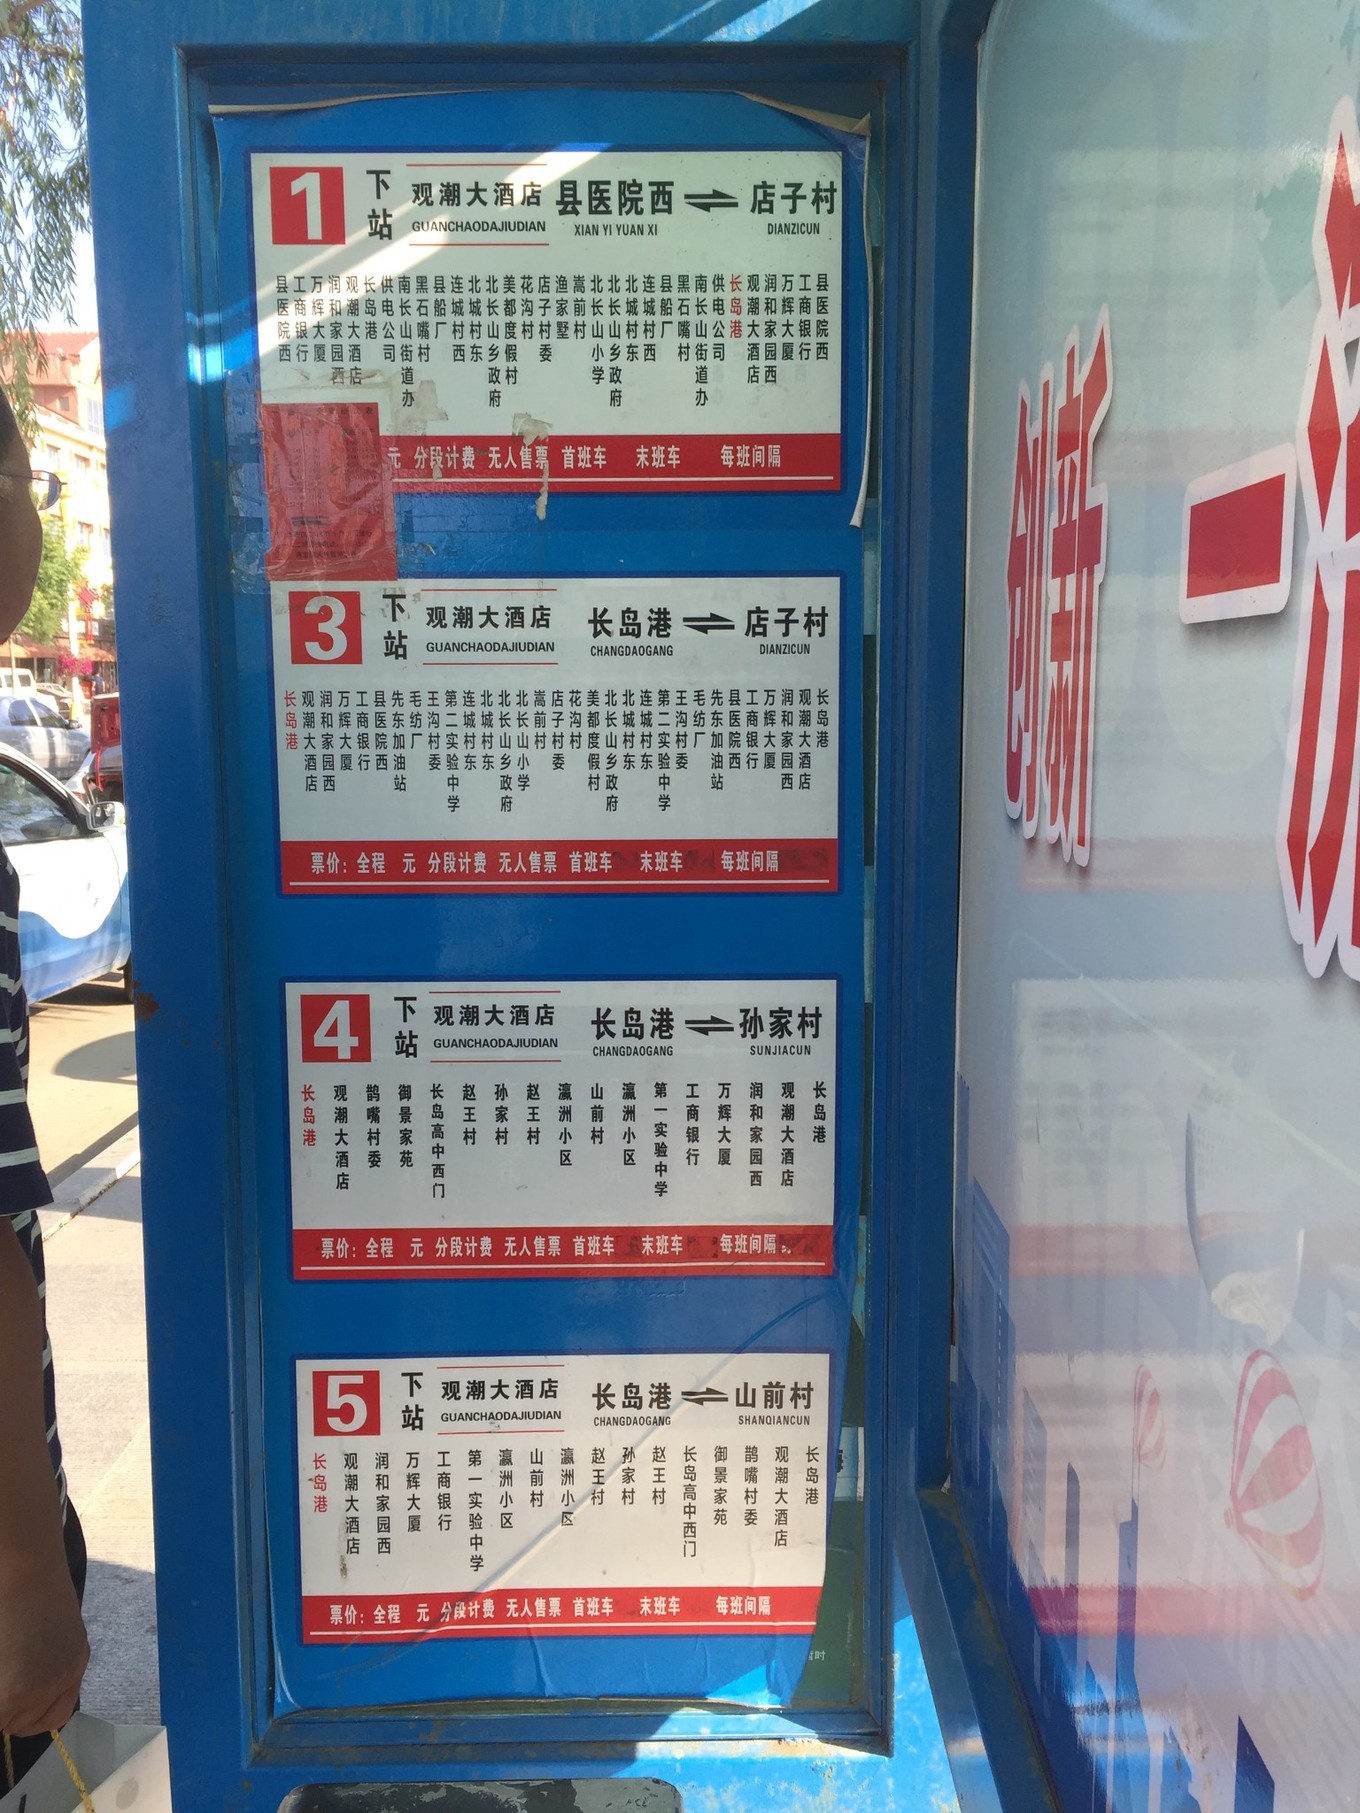 1 下站 观潮大酒店 县医院西 ⇌ 店子村
GUANCHAODAJIUDIAN XIAN YI YUAN XI DIANZICUN
县医院西
工商银行
万辉大厦
润和家园西
观潮大酒店
长岛港
供电公司
南长山街道办
黑石嘴村
县船厂
连城村西
北城村东
北长山乡政府
美都度假村
花沟村
店子村委
渔家墅
嵩前村
北长山小学
北长山乡政府
北城村东
连城村西
县船厂
黑石嘴村
南长山街道办
供电公司
长岛港
观潮大酒店
润和家园西
万辉大厦
工商银行
县医院西
元 分段计费 无人售票 首班车 末班车 每班间隔
3 下站 观潮大酒店 长岛港 ⇌ 店子村
GUANCHAODAJIUDIAN CHANGDAOGANG DIANZICUN
长岛港
观潮大酒店
润和家园西
万辉大厦
工商银行
县医院西
先东加油站
毛纺厂
王沟村委
第二实验中学
连城村东
北城村东
北长山乡政府
北长山小学
嵩前村
店子村委
花沟村
美都度假村
北长山乡政府
北城村东
连城村东
第二实验中学
王沟村委
毛纺厂
先东加油站
县医院西
工商银行
万辉大厦
润和家园西
观潮大酒店
长岛港
票价：全程 元 分段计费 无人售票 首班车 末班车 每班间隔
4 下站 观潮大酒店 长岛港 ⇌ 孙家村
GUANCHAODAJIUDIAN CHANGDAOGANG SUNJIACUN
长岛港
观潮大酒店
鹊嘴村委
御景家苑
长岛高中西门
赵王村
孙家村
赵王村
瀛洲小区
山前村
瀛洲小区
第一实验中学
工商银行
万辉大厦
润和家园西
观潮大酒店
长岛港
票价：全程 元 分段计费 无人售票 首班车 末班车 每班间隔
5 下站 观潮大酒店 长岛港 ⇌ 山前村
GUANCHAODAJIUDIAN CHANGDAOGANG SHANQIANCUN
长岛港
观潮大酒店
润和家园西
万辉大厦
工商银行
第一实验中学
瀛洲小区
山前村
瀛洲小区
赵王村
孙家村
赵王村
长岛高中西门
御景家苑
鹊嘴村委
观潮大酒店
长岛港
票价：全程 元 分段计费 无人售票 首班车 末班车 每班间隔
创新一流